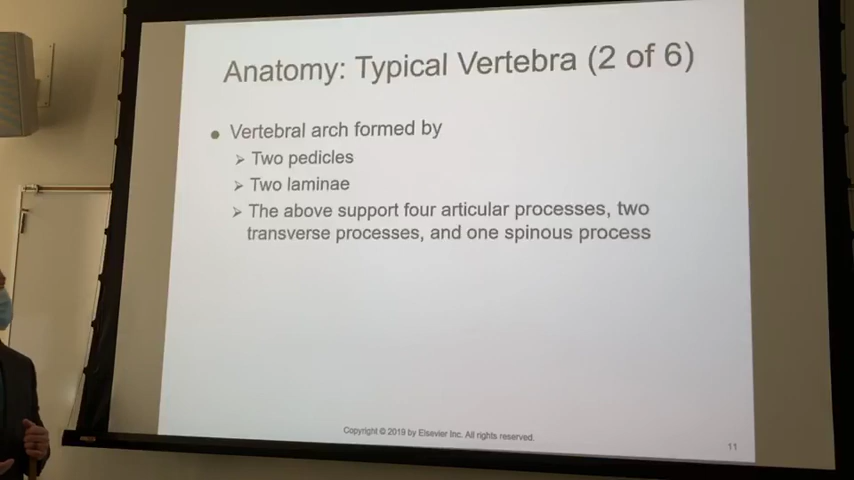 Anatomy: Typical Vertebra (2 of 6)
● Vertebral arch formed by
➢ Two pedicles
➢ Two laminae
➢ The above support four articular processes, two
transverse processes, and one spinous process
Copyright © 2019 by Elsevier Inc. All rights reserved.
11